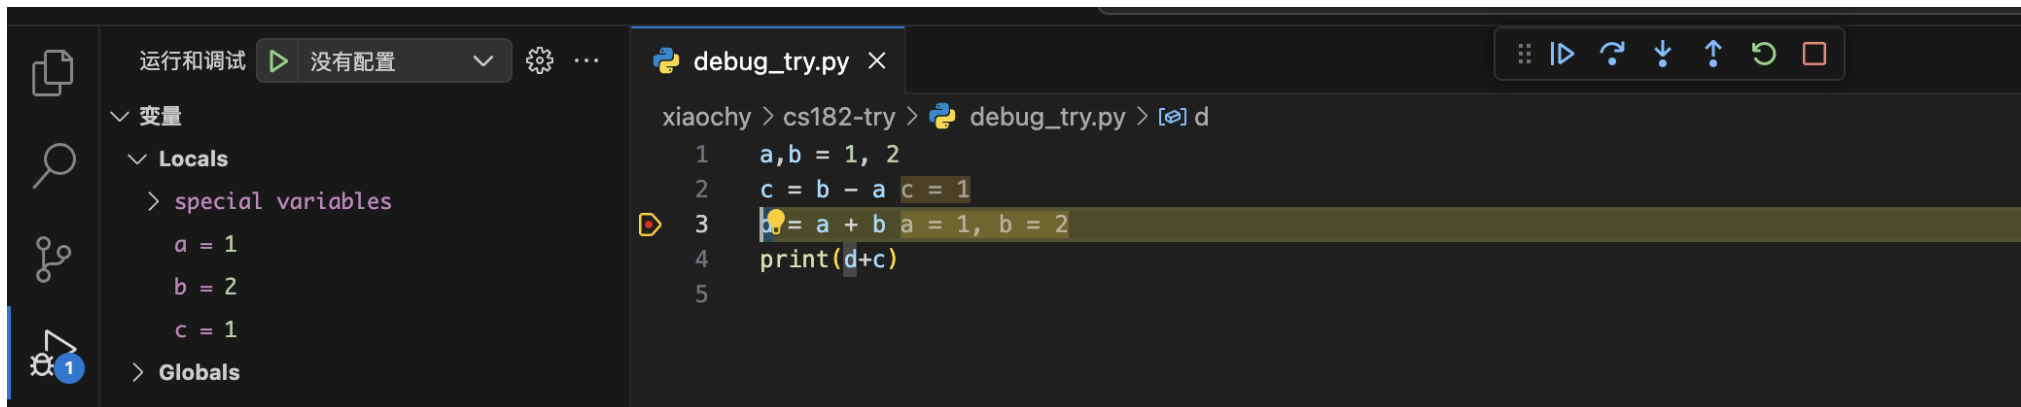 运行和调试
没有配置
变量
Locals
special variables
a = 1
b = 2
c = 1
Globals
1
debug_try.py
xiaochy > cs182-try > debug_try.py > d
1 a,b = 1, 2
2 c = b - a c = 1
3 d = a + b a = 1, b = 2
4 print(d+c)
5